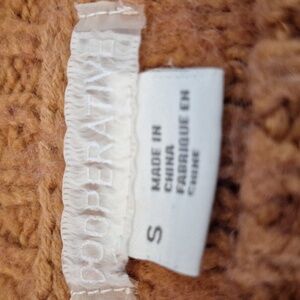 COOPERATIVE
S
MADE IN
CHINA
FABRIQUE EN
CHINE